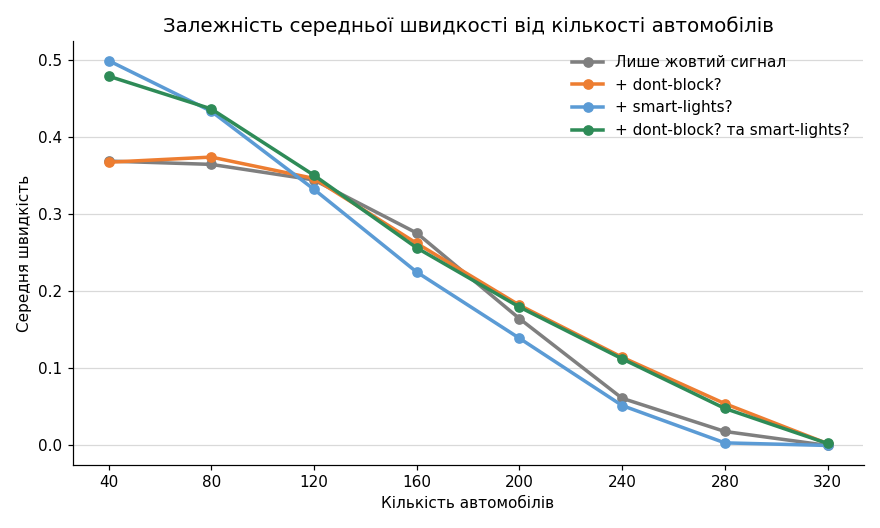 Залежність середньої швидкості від кількості автомобілів
Лише жовтий сигнал
+ dont-block?
+ smart-lights?
+ dont-block? та smart-lights?
Середня швидкість
0.5
0.4
0.3
0.2
0.1
0.0
40 80 120 160 200 240 280 320
Кількість автомобілів